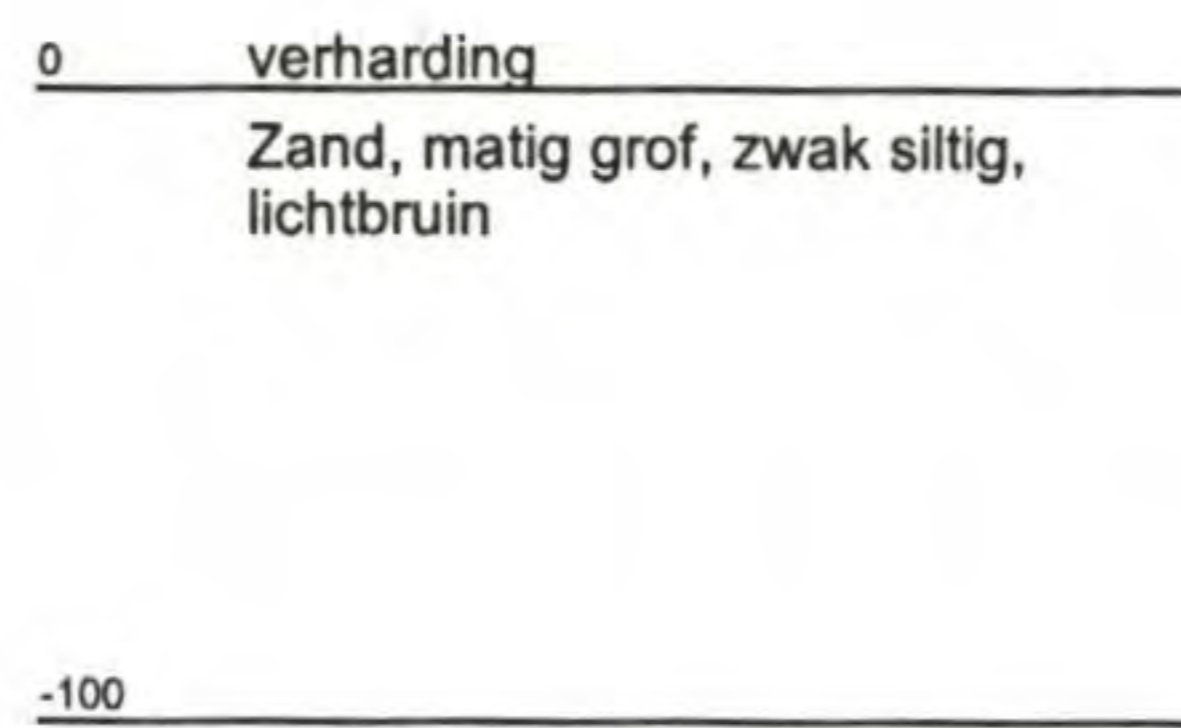 0 verharding
Zand, matig grof, zwak siltig,
lichtbruin
-100